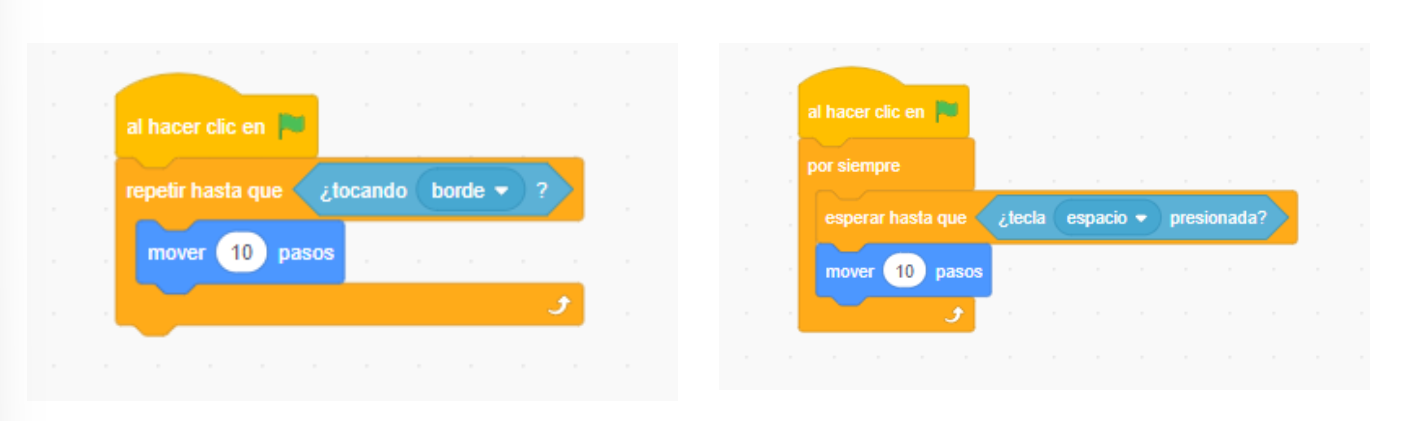 al hacer clic en
repetir hasta que ¿tocando borde ?
mover 10 pasos
al hacer clic en
por siempre
esperar hasta que ¿tecla espacio presionada?
mover 10 pasos